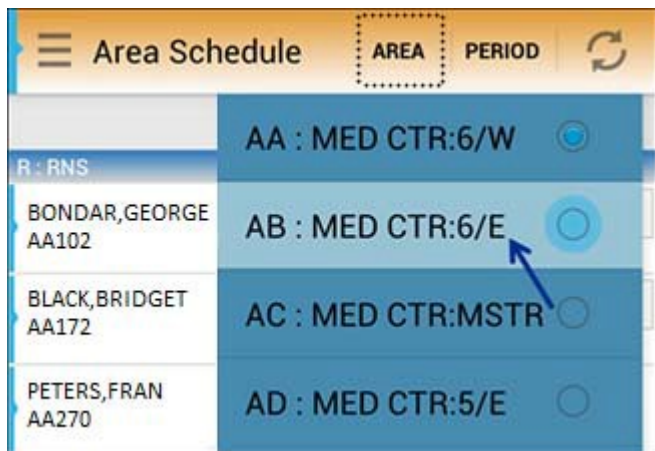 Area Schedule AREA PERIOD
R : RNS
BONDAR,GEORGE
AA102
BLACK,BRIDGET
AA172
PETERS,FRAN
AA270
AA : MED CTR:6/W
AB : MED CTR:6/E
AC : MED CTR:MSTR
AD : MED CTR:5/E